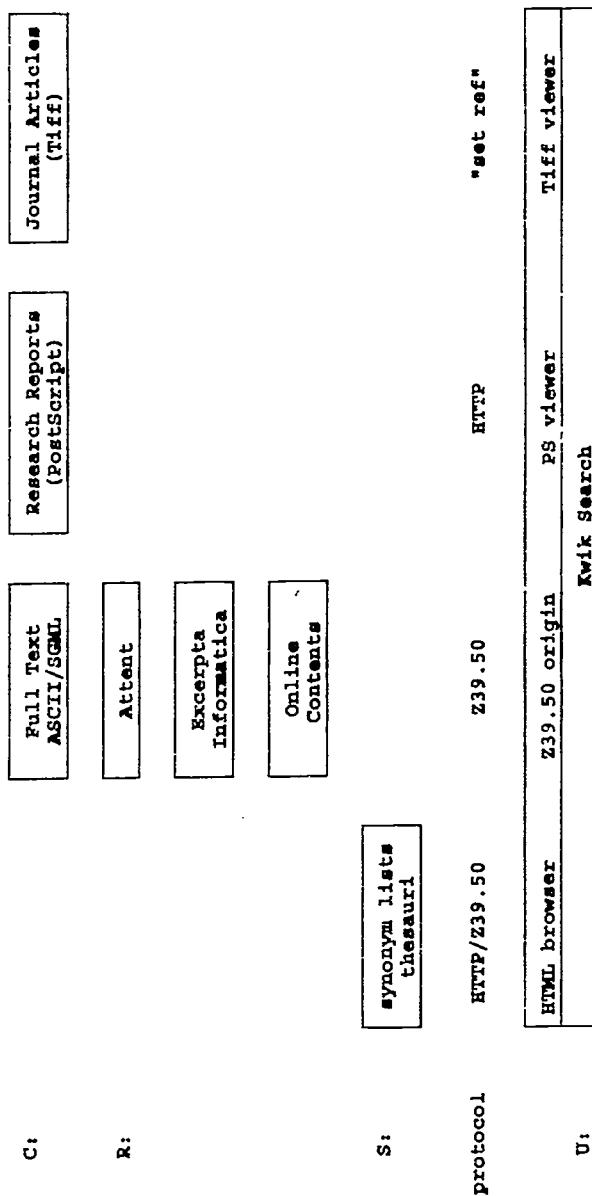 C:
Full Text
ASCII/SGML
Research Reports
(PostScript)
Journal Articles
(Tiff)
R:
Attent
Excerpta
Informatica
Online
Contents
S:
synonym lists
thesauri
protocol
HTTP/Z39.50
Z39.50
HTTP
"set ref"
U:
HTML browser
Z39.50 origin
PS viewer
Tiff viewer
Kwik Search